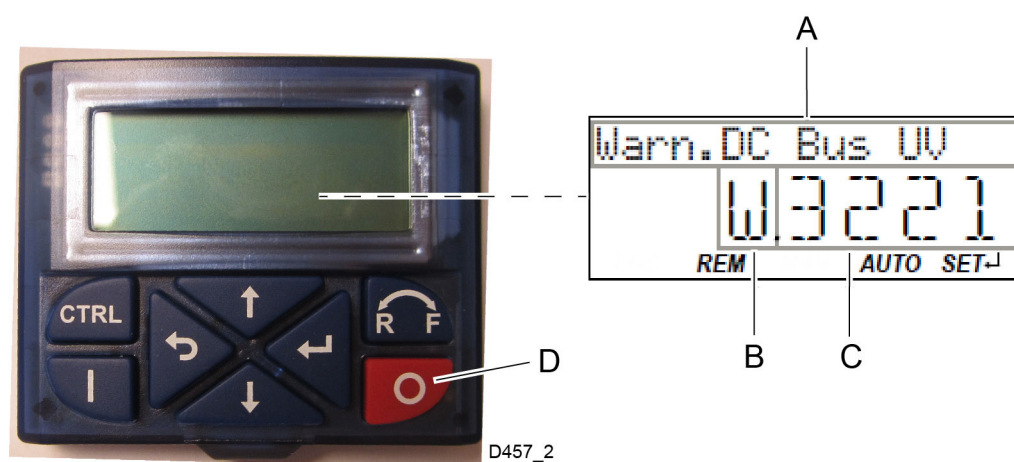 A
Warn.DC Bus UV
W.3221
REM AUTO SET↵
B C
CTRL
R F
I
O
D
D457_2